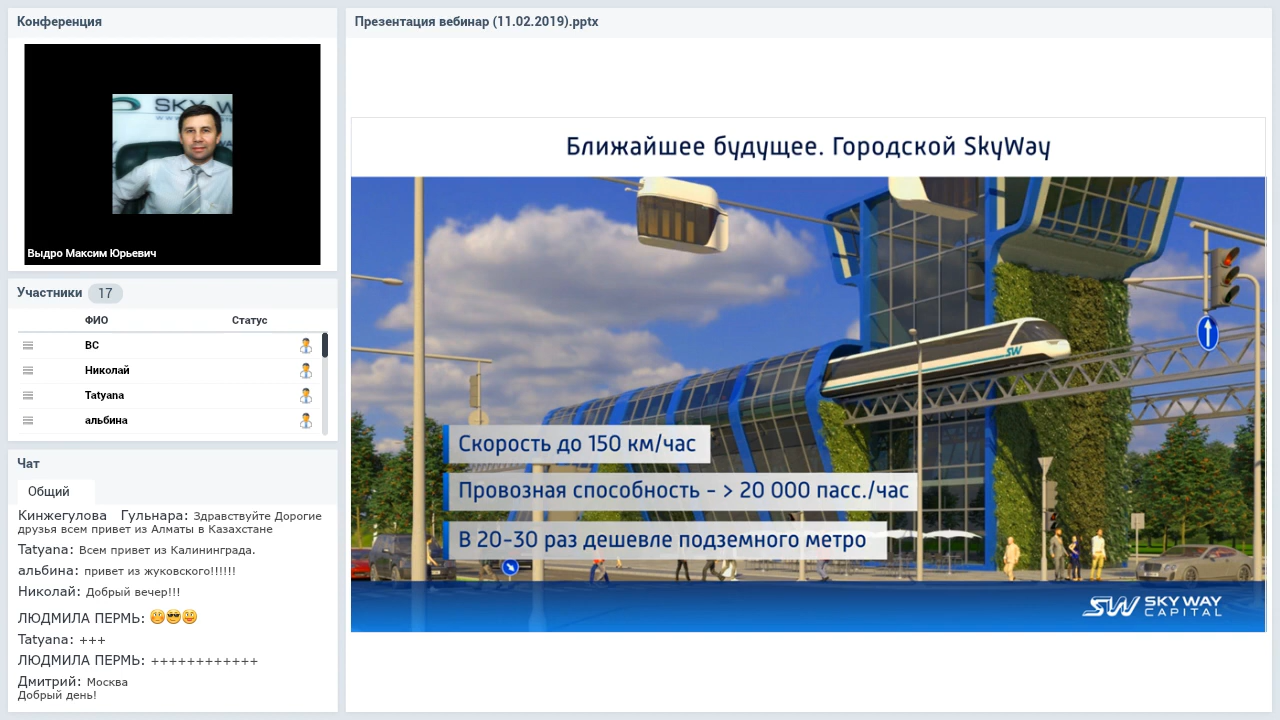 Конференция
SKY W
Выдро Максим Юрьевич
Участники 17
ФИО Статус
ВС
Николай
Tatyana
альбина
Чат
Общий
Кинжегулова Гульнара: Здравствуйте Дорогие
друзья всем привет из Алматы в Казахстане
Tatyana: Всем привет из Калининграда.
альбина: привет из жуковского!!!!!!
Николай: Добрый вечер!!!
ЛЮДМИЛА ПЕРМЬ:
Tatyana: +++
ЛЮДМИЛА ПЕРМЬ: ++++++++++++
Дмитрий: Москва
Добрый день!
Презентация вебинар (11.02.2019).pptx
Ближайшее будущее. Городской SkyWay
SW
Скорость до 150 км/час
Провозная способность - > 20 000 пасс./час
В 20-30 раз дешевле подземного метро
SW SKY WAY
CAPITAL